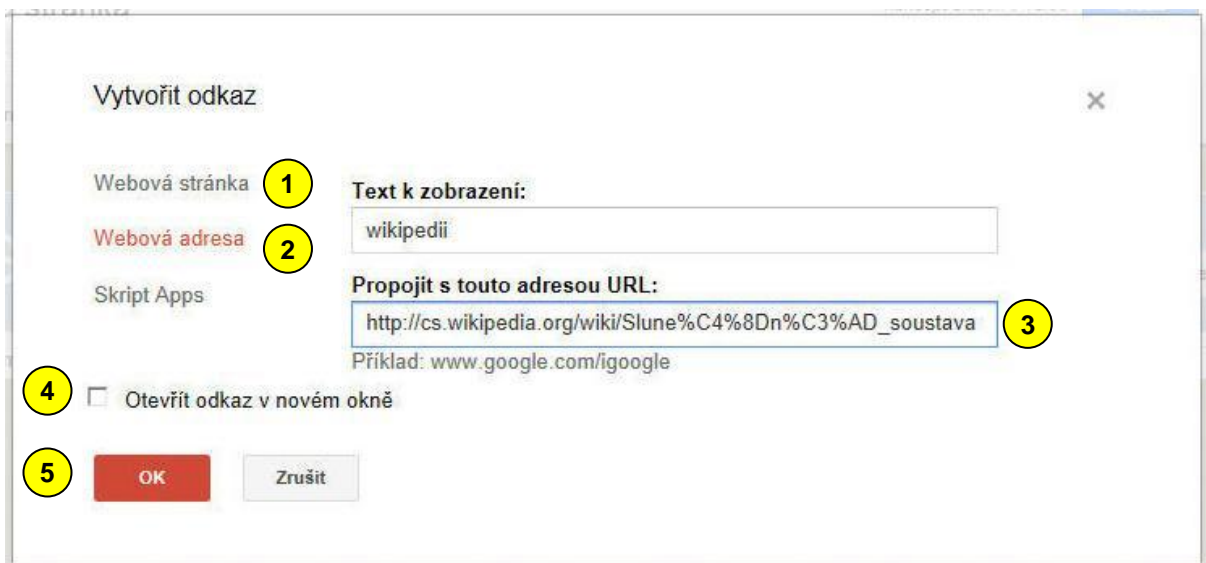 Vytvořit odkaz
×
Webová stránka 1
Text k zobrazení:
wikipedii
Webová adresa 2
Skript Apps
Propojit s touto adresou URL:
http://cs.wikipedia.org/wiki/Slune%C4%8Dn%C3%AD_soustava 3
Příklad: www.google.com/igoogle
4 Otevřít odkaz v novém okně
5 OK Zrušit